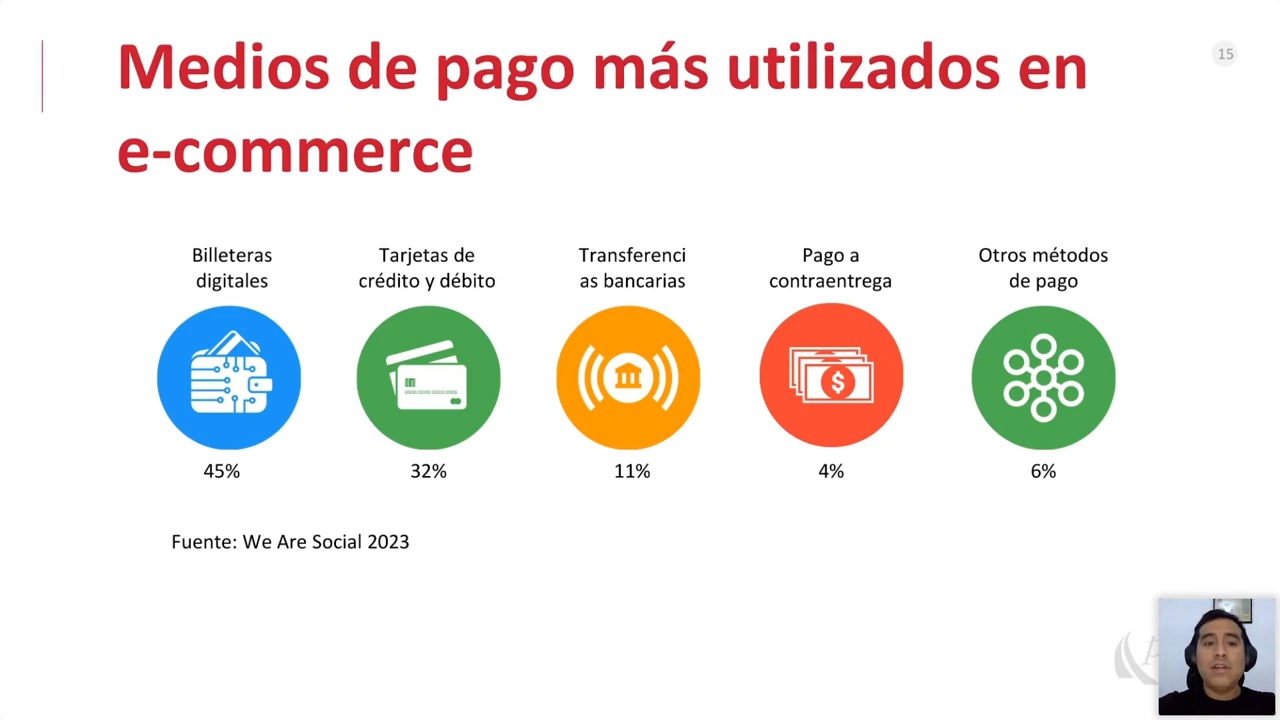 Medios de pago más utilizados en
e-commerce
15
Billeteras
digitales
Tarjetas de
crédito y débito
Transferenci
as bancarias
Pago a
contraentrega
Otros métodos
de pago
$
45%
32%
11%
4%
6%
Fuente: We Are Social 2023